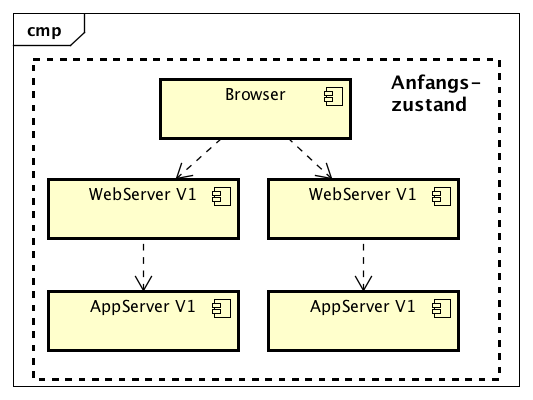 cmp
Anfangs-
zustand
Browser
WebServer V1
WebServer V1
AppServer V1
AppServer V1